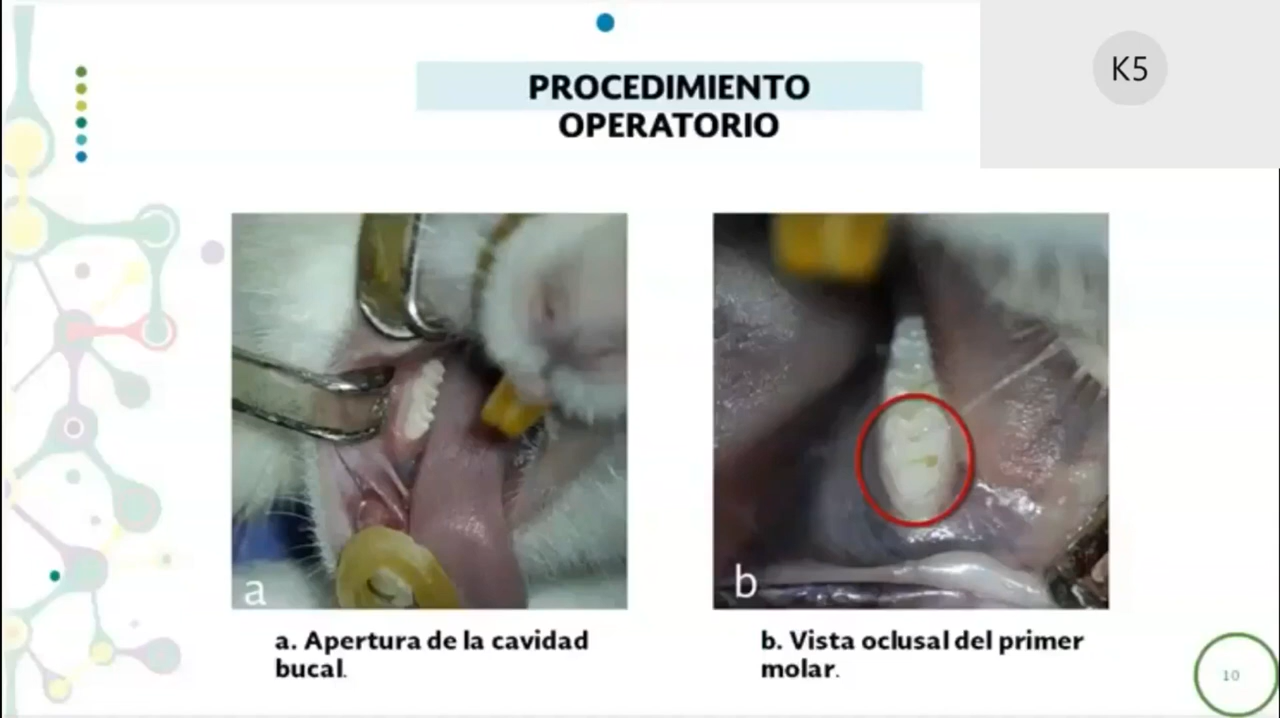 K5
PROCEDIMIENTO
OPERATORIO
a
b
a. Apertura de la cavidad
bucal.
b. Vista oclusal del primer
molar.
10